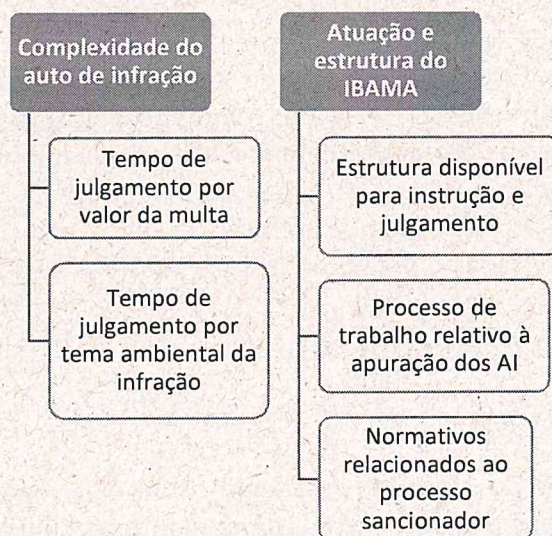 Complexidade do
auto de infração
Tempo de
julgamento por
valor da multa
Tempo de
julgamento por
tema ambiental da
infração
Atuação e
estrutura do
IBAMA
Estrutura disponível
para instrução e
julgamento
Processo de
trabalho relativo à
apuração dos AI
Normativos
relacionados ao
processo
sancionador